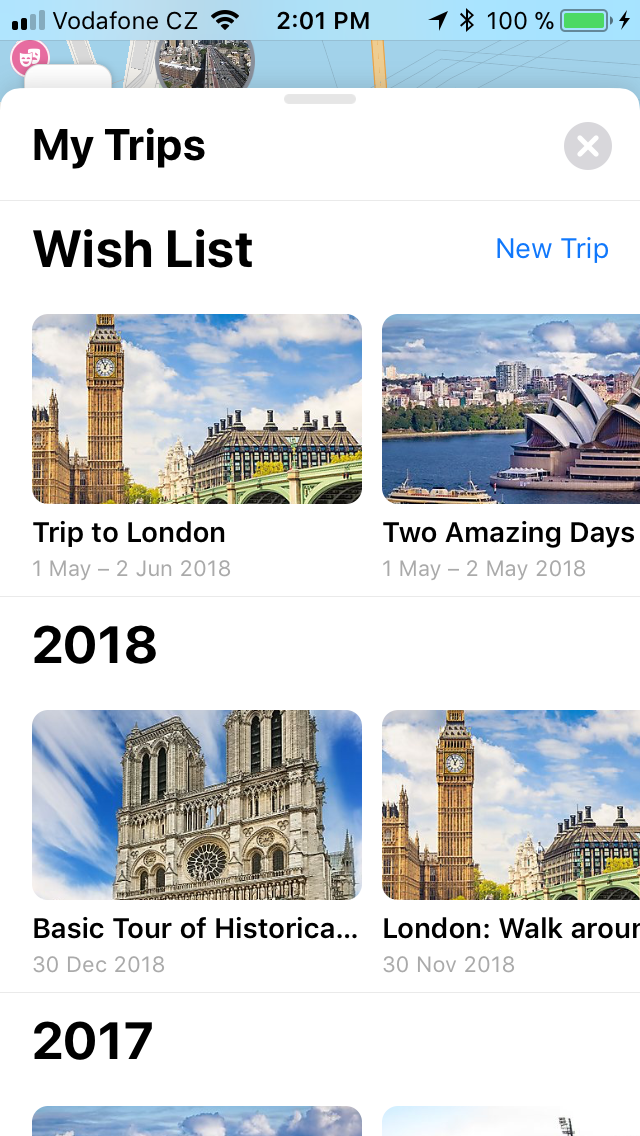 Vodafone CZ 2:01 PM 100 %
My Trips
Wish List New Trip
Trip to London Two Amazing Days
1 May – 2 Jun 2018 1 May – 2 May 2018
2018
Basic Tour of Historica... London: Walk arour
30 Dec 2018 30 Nov 2018
2017